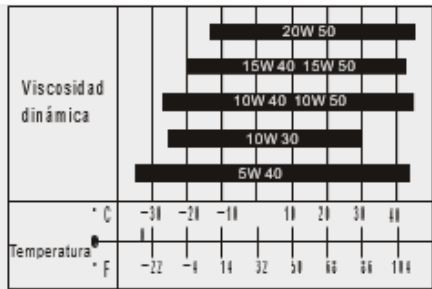 20W 50
15W 40 15W 50
Viscosidad
dinámica
10W 40 10W 50
10W 30
5W 40
° C -30 -20 -10 10 20 30 40
Temperatura
° F -22 -4 14 32 50 68 86 104